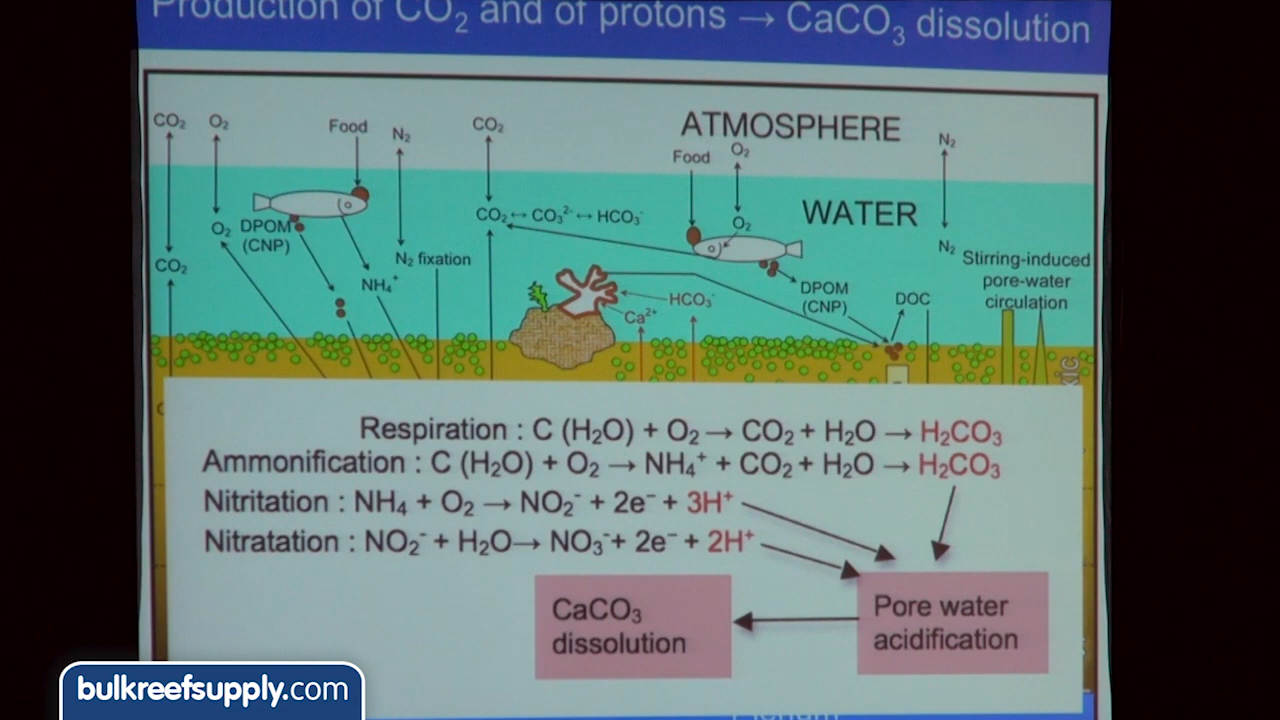 Production of CO₂ and of protons → CaCO₃ dissolution
ATMOSPHERE
CO₂ O₂ Food N₂ CO₂ Food O₂ N₂
WATER
CO₂ ↔ CO₃²⁻ ↔ HCO₃⁻
O₂ DPOM
(CNP)
O₂
N₂
CO₂
N₂ fixation
NH₄⁺
Stirring-induced
pore-water
circulation
DPOM
(CNP)
DOC
HCO₃⁻
Ca²⁺
Respiration : C (H₂O) + O₂ → CO₂ + H₂O → H₂CO₃
Ammonification : C (H₂O) + O₂ → NH₄⁺ + CO₂ + H₂O → H₂CO₃
Nitritation : NH₄ + O₂ → NO₂⁻ + 2e⁻ + 3H⁺
Nitratation : NO₂⁻ + H₂O → NO₃⁻ + 2e⁻ + 2H⁺
CaCO₃
dissolution
Pore water
acidification
bulkreefsupply.com